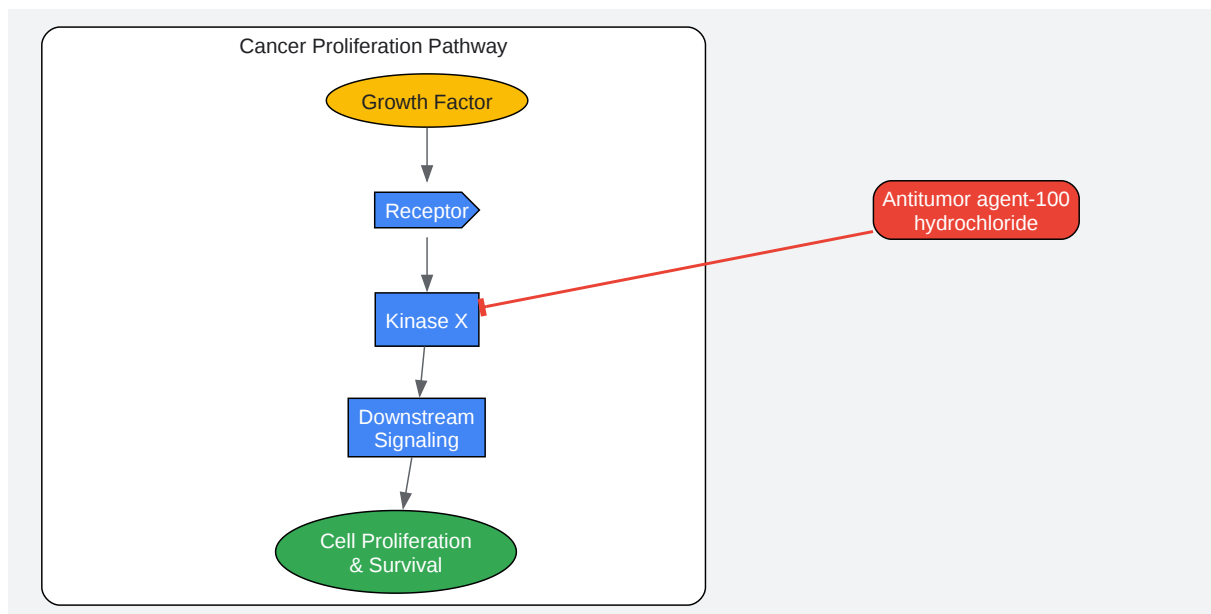 Cancer Proliferation Pathway
Growth Factor
Receptor
Antitumor agent-100
hydrochloride
Kinase X
Downstream
Signaling
Cell Proliferation
& Survival